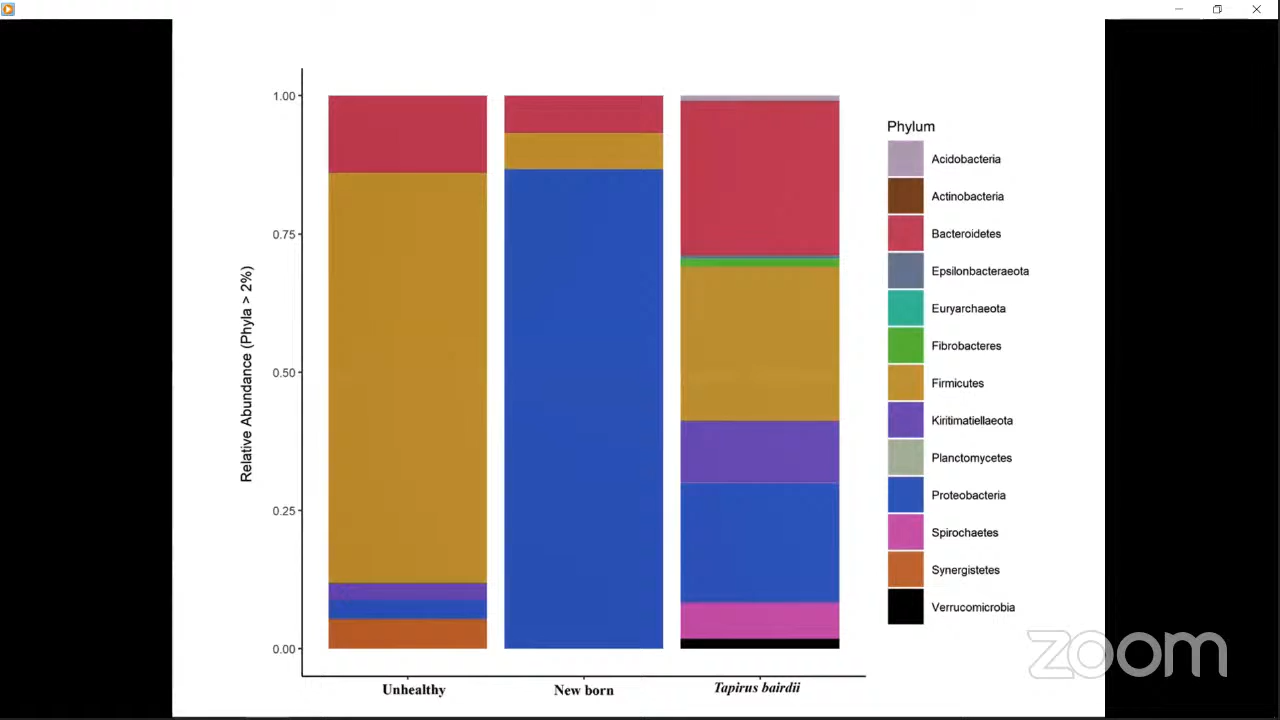 1.00
0.75
0.50
0.25
0.00
Relative Abundance (Phyla > 2%)
Unhealthy
New born
Tapirus bairdii
Phylum
Acidobacteria
Actinobacteria
Bacteroidetes
Epsilonbacteraeota
Euryarchaeota
Fibrobacteres
Firmicutes
Kiritimatiellaeota
Planctomycetes
Proteobacteria
Spirochaetes
Synergistetes
Verrucomicrobia
zoom